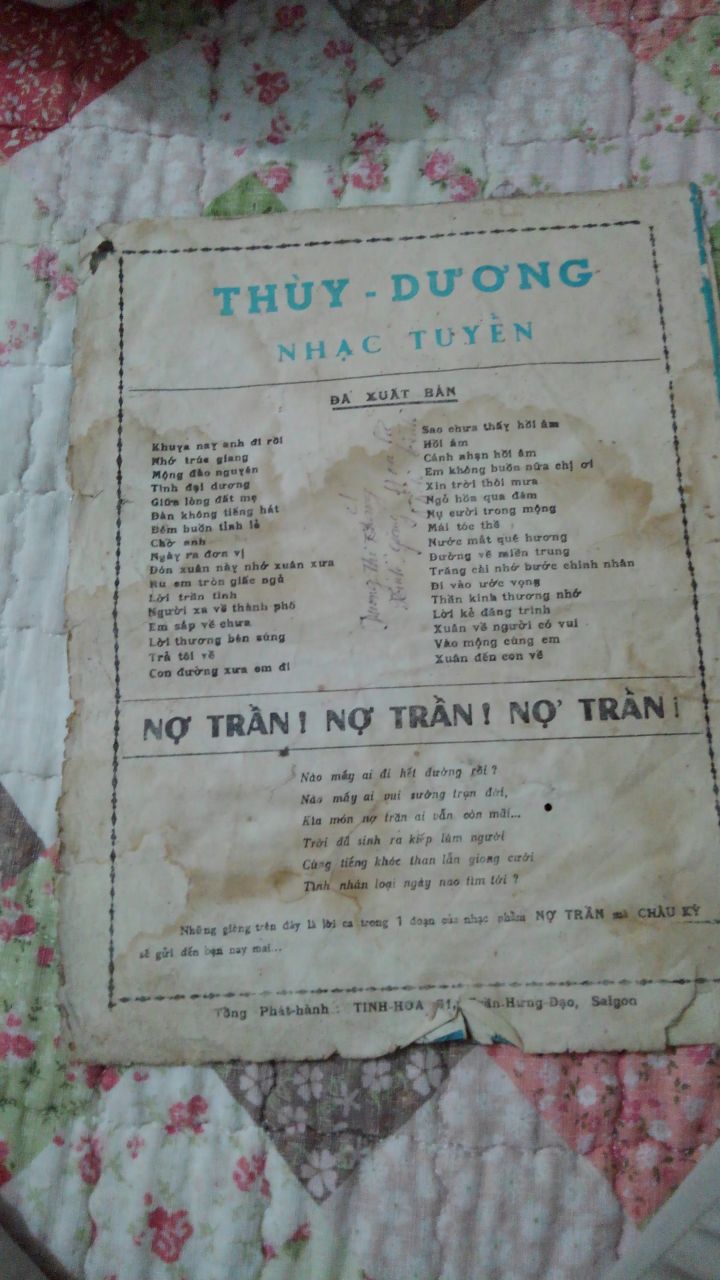 THÙY - DƯƠNG
NHẠC TUYỂN
ĐÃ XUẤT BẢN
Khuya nay anh đi rồi
Nhớ trúc giang
Mộng đào nguyên
Tình đại dương
Giữa lòng đất mẹ
Đàn không tiếng hát
Đêm buồn tỉnh lẻ
Chờ anh
Ngày ra đơn vị
Đón xuân này nhớ xuân xưa
Ru em tròn giấc ngủ
Lời trần tình
Người xa về thành phố
Em sắp về chưa
Lời thương bên súng
Trả tôi về
Con đường xưa em đi
Sao chưa thấy hồi âm
Hồi âm
Cánh nhạn hồi âm
Em không buồn nữa chị ơi
Xin trời thôi mưa
Ngỏ hồn qua đêm
Nụ cười trong mộng
Mái tóc thề
Nước mắt quê hương
Đường về miền trung
Trăng chỉ nhớ bước chinh nhân
Đi vào ước vọng
Thần kinh thương nhớ
Lời kẻ đăng trình
Xuân về người có vui
Vào mộng cùng em
Xuân đến con về
NỢ TRẦN! NỢ TRẦN! NỢ TRẦN!
Nào mấy ai đi hết đường rồi?
Nào mấy ai vui sướng trọn đời,
Kìa món nợ trần ai vẫn còn mãi...
Trời đã sinh ra kiếp làm người
Cùng tiếng khóc than lẫn giọng cười
Tình nhân loại ngày nao tìm tới?
Những giòng trên đây là lời ca trong 1 đoạn của nhạc phẩm NỢ TRẦN mà CHÂU KỲ
sẽ gửi đến bạn nay mai...
Tổng Phát-hành: TINH-HOA Trần-Hưng-Đạo, Saigon